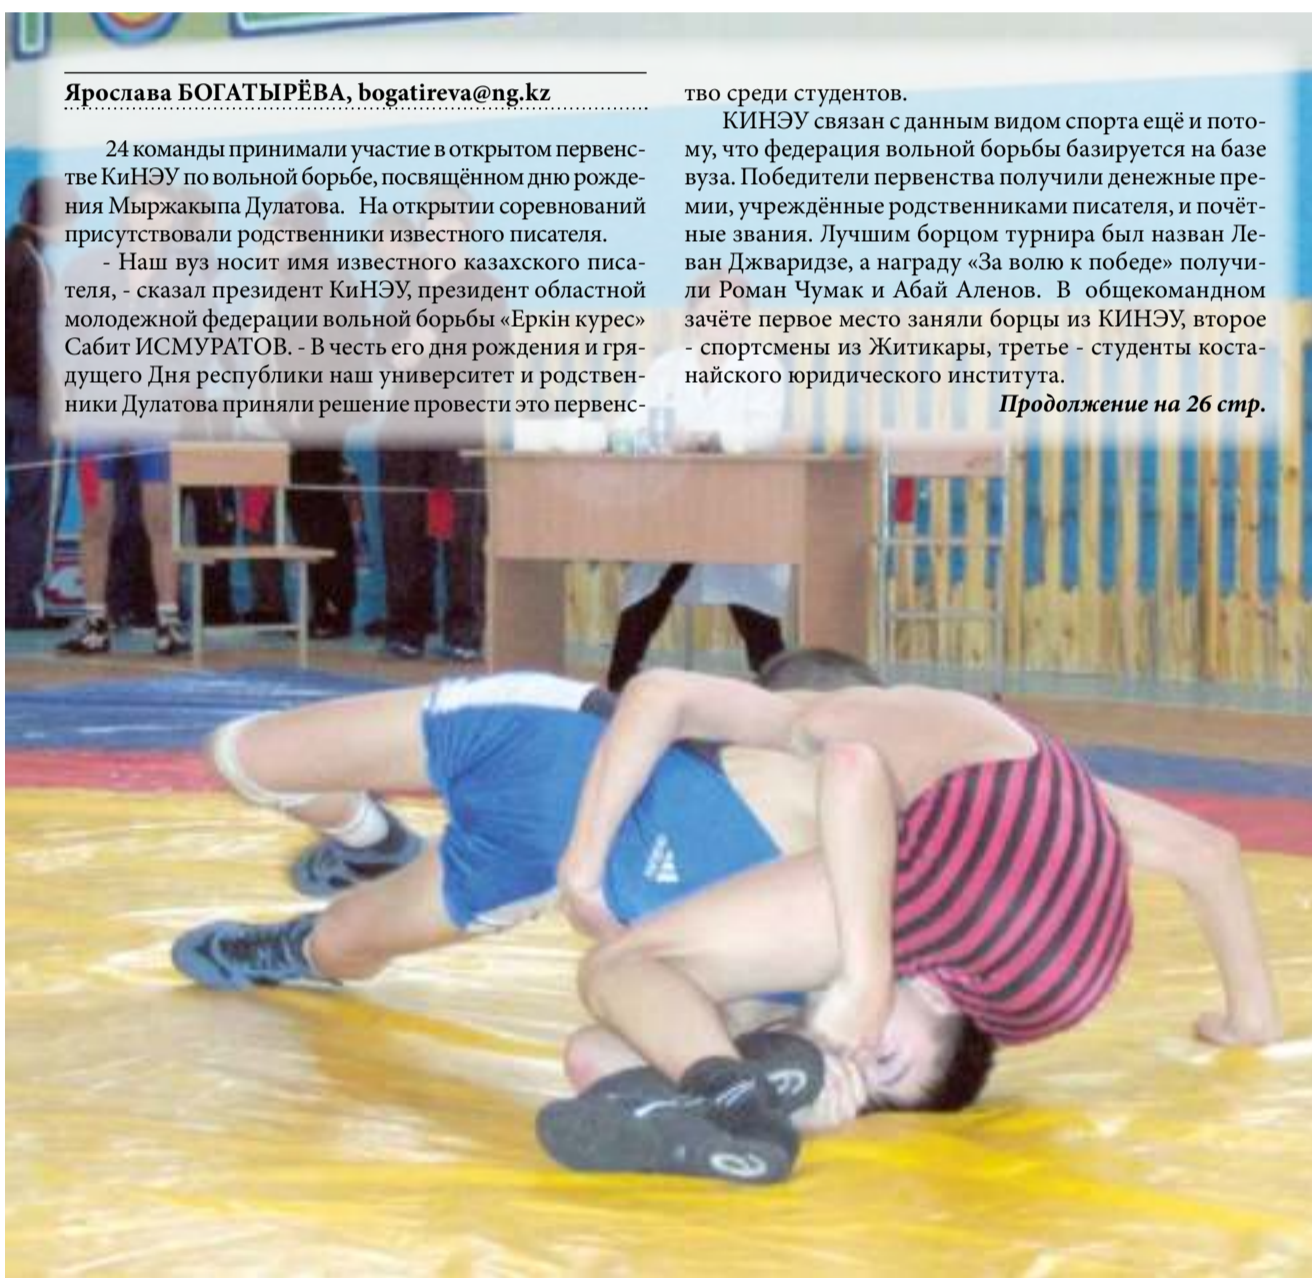 Ярослава БОГАТЫРЁВА, bogatireva@ng.kz
24 команды принимали участие в открытом первенс-
тве КиНЭУ по вольной борьбе, посвящённом дню рожде-
ния Мыржакыпа Дулатова. На открытии соревнований
присутствовали родственники известного писателя.
- Наш вуз носит имя известного казахского писа-
теля, - сказал президент КиНЭУ, президент областной
молодежной федерации вольной борьбы «Еркiн курес»
Сабит ИСМУРАТОВ. - В честь его дня рождения и гря-
дущего Дня республики наш университет и родствен-
ники Дулатова приняли решение провести это первенс-
тво среди студентов.
КИНЭУ связан с данным видом спорта ещё и пото-
му, что федерация вольной борьбы базируется на базе
вуза. Победители первенства получили денежные пре-
мии, учреждённые родственниками писателя, и почёт-
ные звания. Лучшим борцом турнира был назван Ле-
ван Джваридзе, а награду «За волю к победе» получи-
ли Роман Чумак и Абай Аленов. В общекомандном
зачёте первое место заняли борцы из КИНЭУ, второе
- спортсмены из Житикары, третье - студенты коста-
найского юридического института.
Продолжение на 26 стр.